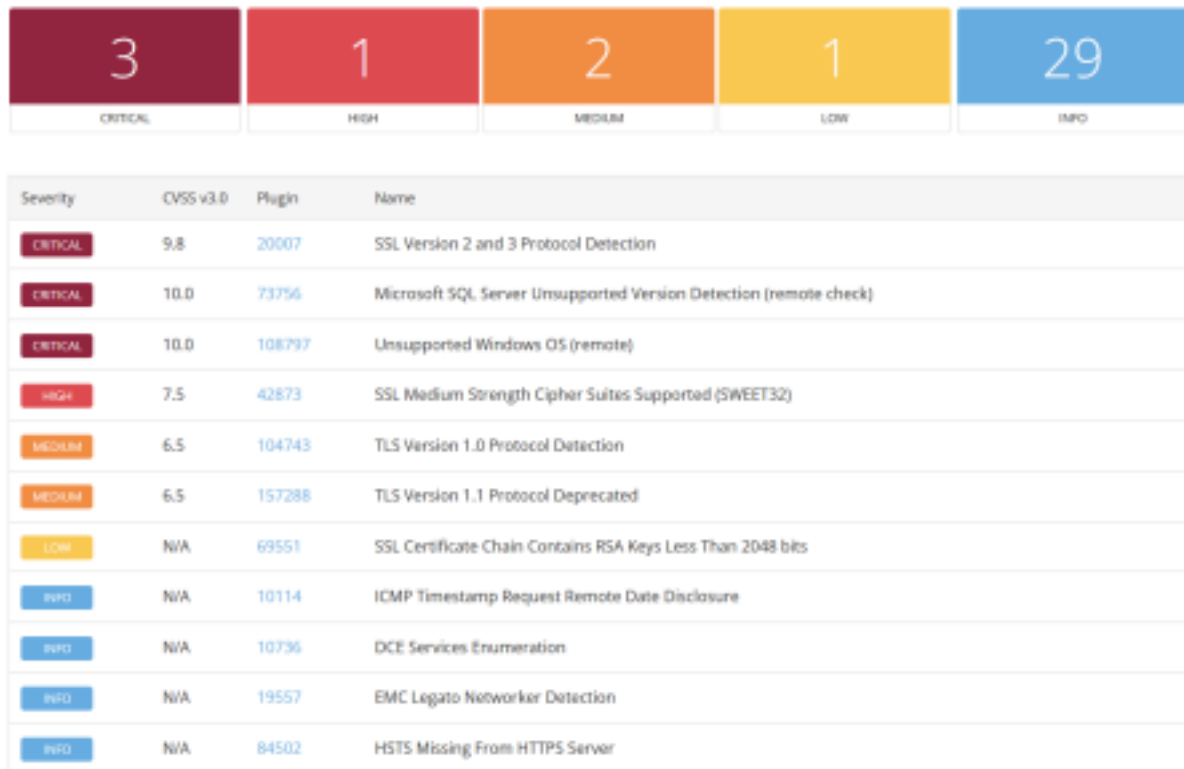 3 1 2 1 29
CRITICAL HIGH MEDIUM LOW INFO
Severity CVSS v3.0 Plugin Name
CRITICAL 9.8 20007 SSL Version 2 and 3 Protocol Detection
CRITICAL 10.0 73756 Microsoft SQL Server Unsupported Version Detection (remote check)
CRITICAL 10.0 108797 Unsupported Windows OS (remote)
HIGH 7.5 42873 SSL Medium Strength Cipher Suites Supported (SWEET32)
MEDIUM 6.5 104743 TLS Version 1.0 Protocol Detection
MEDIUM 6.5 157288 TLS Version 1.1 Protocol Deprecated
LOW N/A 69551 SSL Certificate Chain Contains RSA Keys Less Than 2048 bits
INFO N/A 10114 ICMP Timestamp Request Remote Date Disclosure
INFO N/A 10736 DCE Services Enumeration
INFO N/A 19557 EMC Legato Networker Detection
INFO N/A 84502 HSTS Missing From HTTPS Server